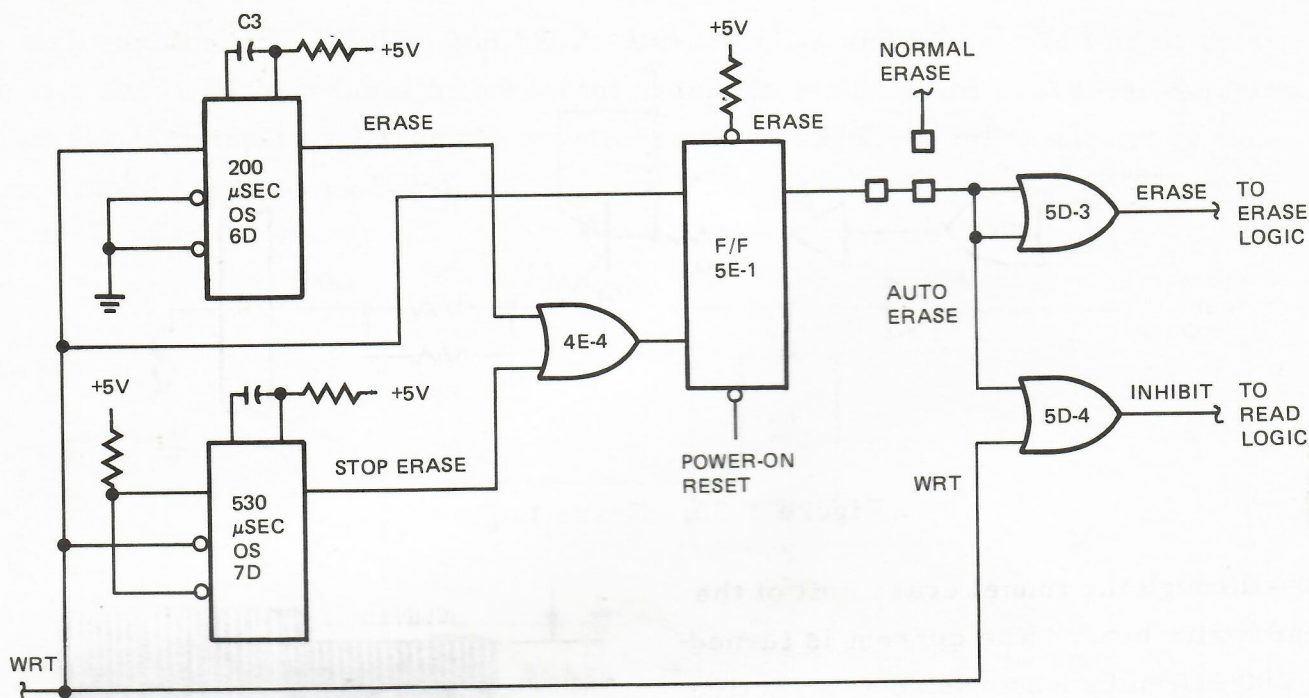 C3
+5V
200
µSEC
OS
6D
ERASE
+5V
ERASE
F/F
5E-1
POWER-ON
RESET
NORMAL
ERASE
AUTO
ERASE
5D-3
ERASE
TO
ERASE
LOGIC
4E-4
+5V
+5V
530
µSEC
OS
7D
STOP ERASE
5D-4
INHIBIT
TO
READ
LOGIC
WRT
WRT